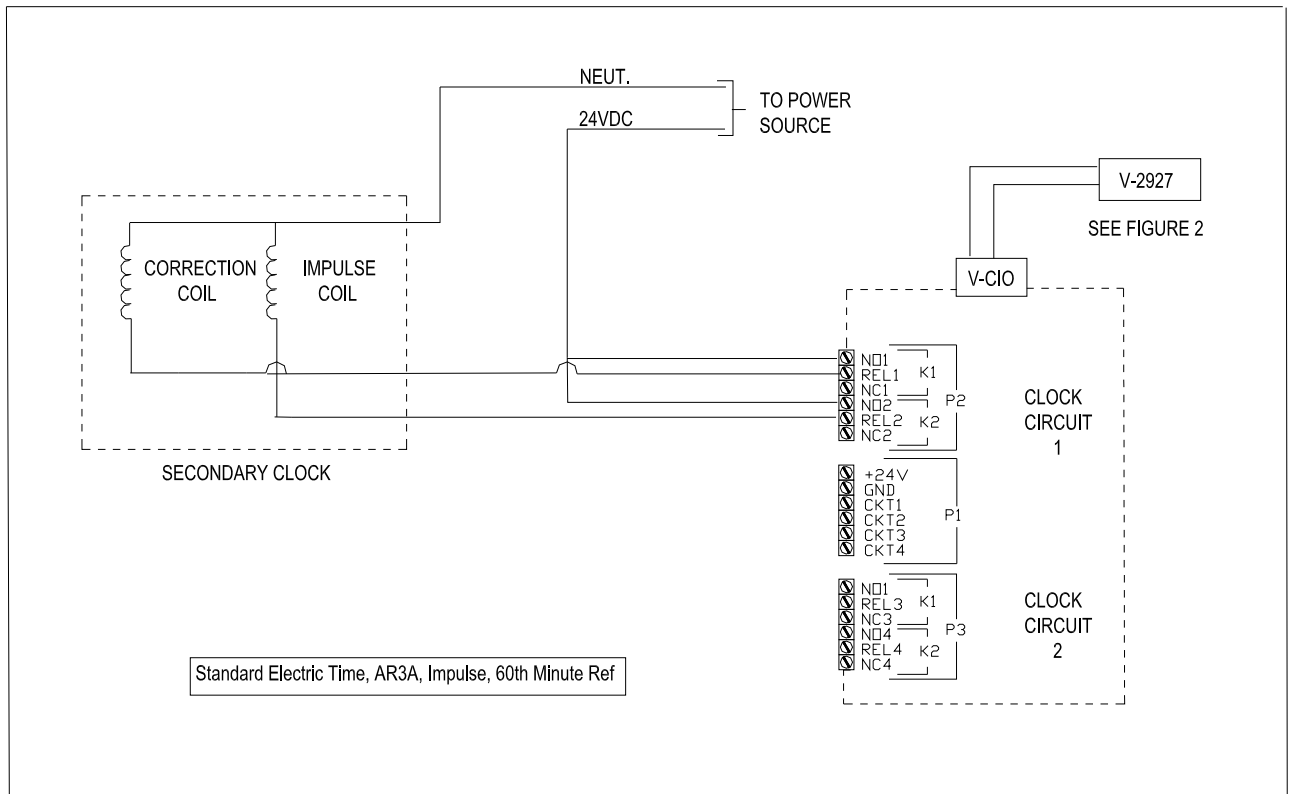 NEUT.
24VDC
TO POWER
SOURCE
V-2927
SEE FIGURE 2
V-CIO
CORRECTION
COIL
IMPULSE
COIL
SECONDARY CLOCK
NO1
REL1
NC1
NO2
REL2
NC2
K1
K2
P2
CLOCK
CIRCUIT
1
+24V
GND
CKT1
CKT2
CKT3
CKT4
P1
NO1
REL3
NC3
NO4
REL4
NC4
K1
K2
P3
CLOCK
CIRCUIT
2
Standard Electric Time, AR3A, Impulse, 60th Minute Ref